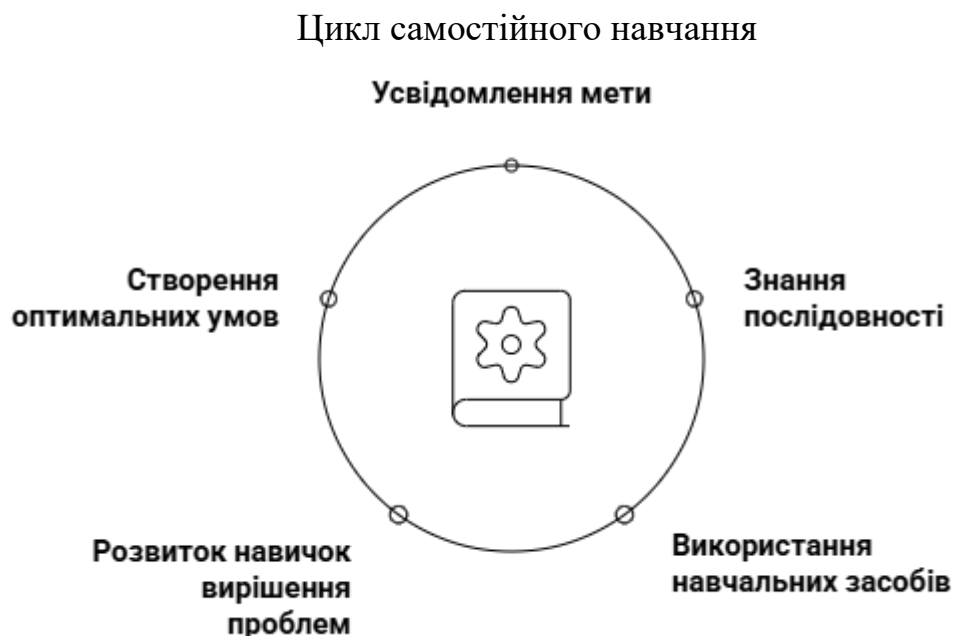 Цикл самостійного навчання
Усвідомлення мети
Створення
оптимальних умов
Знання
послідовності
Розвиток навичок
вирішення
проблем
Використання
навчальних засобів